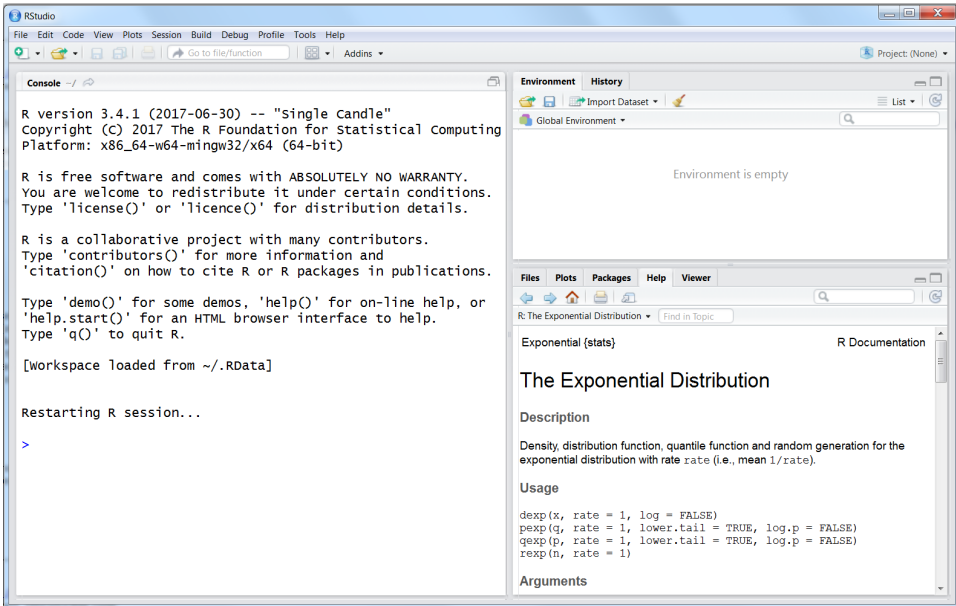 RStudio
File Edit Code View Plots Session Build Debug Profile Tools Help
Go to file/function Addins Project: (None)
Console ~/
R version 3.4.1 (2017-06-30) -- "Single Candle"
Copyright (C) 2017 The R Foundation for Statistical Computing
Platform: x86_64-w64-mingw32/x64 (64-bit)
R is free software and comes with ABSOLUTELY NO WARRANTY.
You are welcome to redistribute it under certain conditions.
Type 'license()' or 'licence()' for distribution details.
R is a collaborative project with many contributors.
Type 'contributors()' for more information and
'citation()' on how to cite R or R packages in publications.
Type 'demo()' for some demos, 'help()' for on-line help, or
'help.start()' for an HTML browser interface to help.
Type 'q()' to quit R.
[Workspace loaded from ~/.RData]
Restarting R session...
>
Environment History
Import Dataset List
Global Environment
Environment is empty
Files Plots Packages Help Viewer
R: The Exponential Distribution Find in Topic
Exponential {stats} R Documentation
The Exponential Distribution
Description
Density, distribution function, quantile function and random generation for the
exponential distribution with rate rate (i.e., mean 1/rate).
Usage
dexp(x, rate = 1, log = FALSE)
pexp(q, rate = 1, lower.tail = TRUE, log.p = FALSE)
qexp(p, rate = 1, lower.tail = TRUE, log.p = FALSE)
rexp(n, rate = 1)
Arguments